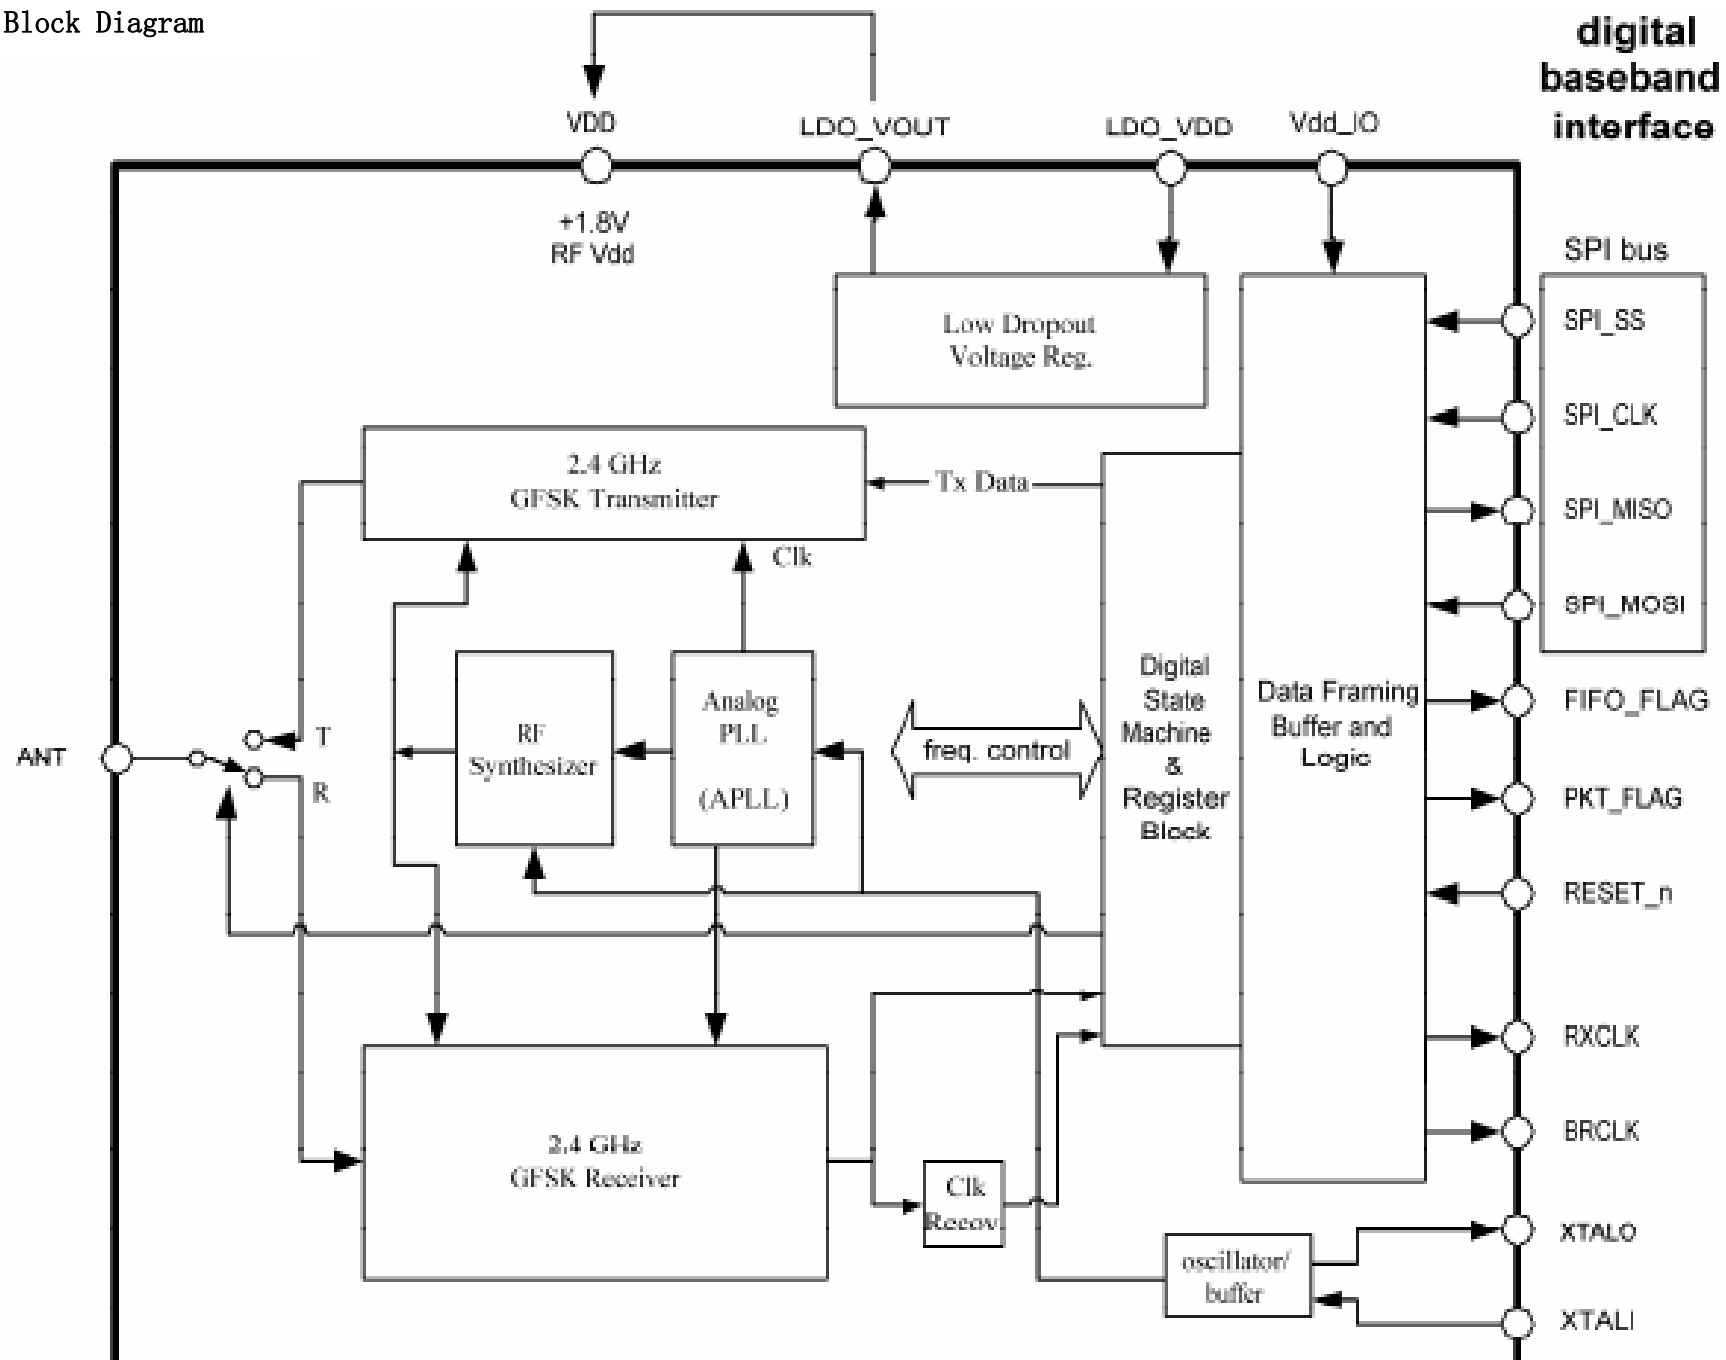 Block Diagram
digital
baseband
interface
VDD
LDO_VOUT
LDO_VDD
Vdd_IO
+1.8V
RF Vdd
SPI bus
Low Dropout
Voltage Reg.
SPI_SS
SPI_CLK
SPI_MISO
SPI_MOSI
2.4 GHz
GFSK Transmitter
Tx Data
Clk
Digital
State
Machine
&
Register
Block
Data Framing
Buffer and
Logic
FIFO_FLAG
PKT_FLAG
RESET_n
RXCLK
BRCLK
XTALO
XTALI
ANT
T
R
RF
Synthesizer
Analog
PLL
(APLL)
freq. control
2.4 GHz
GFSK Receiver
Clk
Recov.
oscillator/
buffer